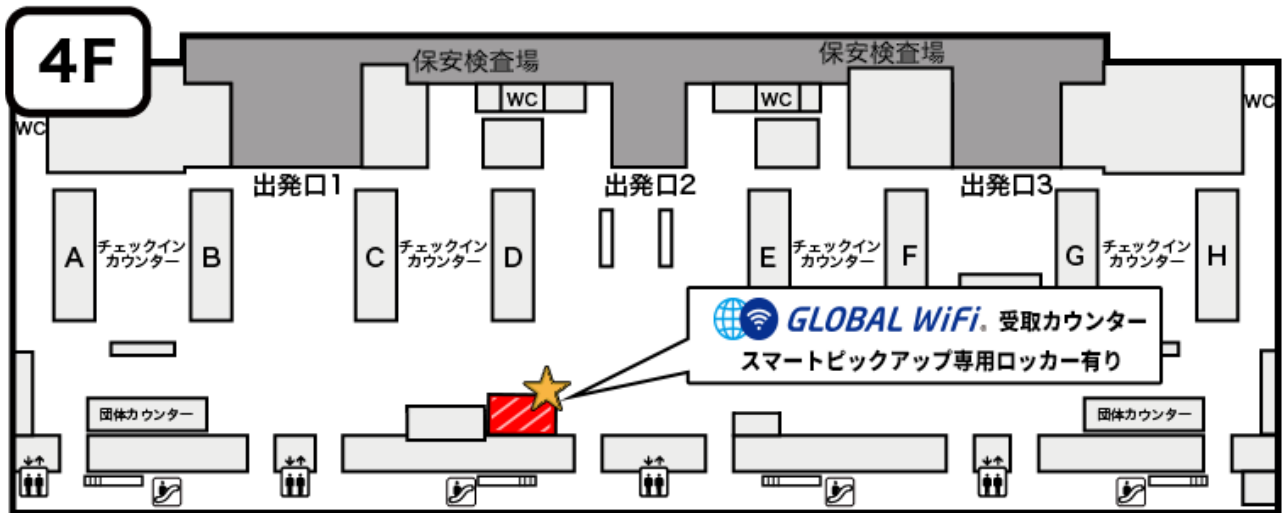 4F
保安検査場
保安検査場
WC
WC
WC
WC
出発口1
出発口2
出発口3
A
チェックイン
カウンター
B
C
チェックイン
カウンター
D
E
チェックイン
カウンター
F
G
チェックイン
カウンター
H
GLOBAL WiFi. 受取カウンター
スマートピックアップ専用ロッカー有り
団体カウンター
団体カウンター